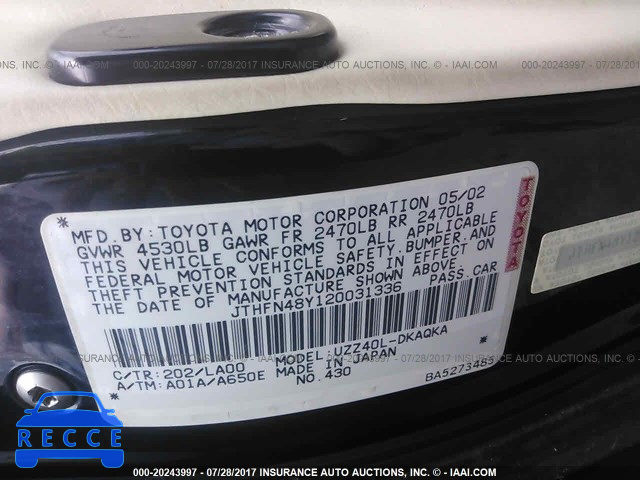 000-20243997 - 07/28/2017 INSURANCE AUTO AUCTIONS, INC. - © IAAI.COM
MFD. BY: TOYOTA MOTOR CORPORATION 05/02
GVWR 4530LB GAWR FR 2470LB RR 2470LB
THIS VEHICLE CONFORMS TO ALL APPLICABLE
FEDERAL MOTOR VEHICLE SAFETY, BUMPER, AND
THEFT PREVENTION STANDARDS IN EFFECT ON
THE DATE OF MANUFACTURE SHOWN ABOVE.
JTHFN48Y120031336 PASS. CAR
TOYOTA
C/TR: 202/LA00 MODEL: UZZ40L-DKAQKA
A/TM: A01A/A650E MADE IN JAPAN
NO. 430
BA5273485
RECCE
000-20243997 - 07/28/2017 INSURANCE AUTO AUCTIONS, INC. - © IAAI.COM